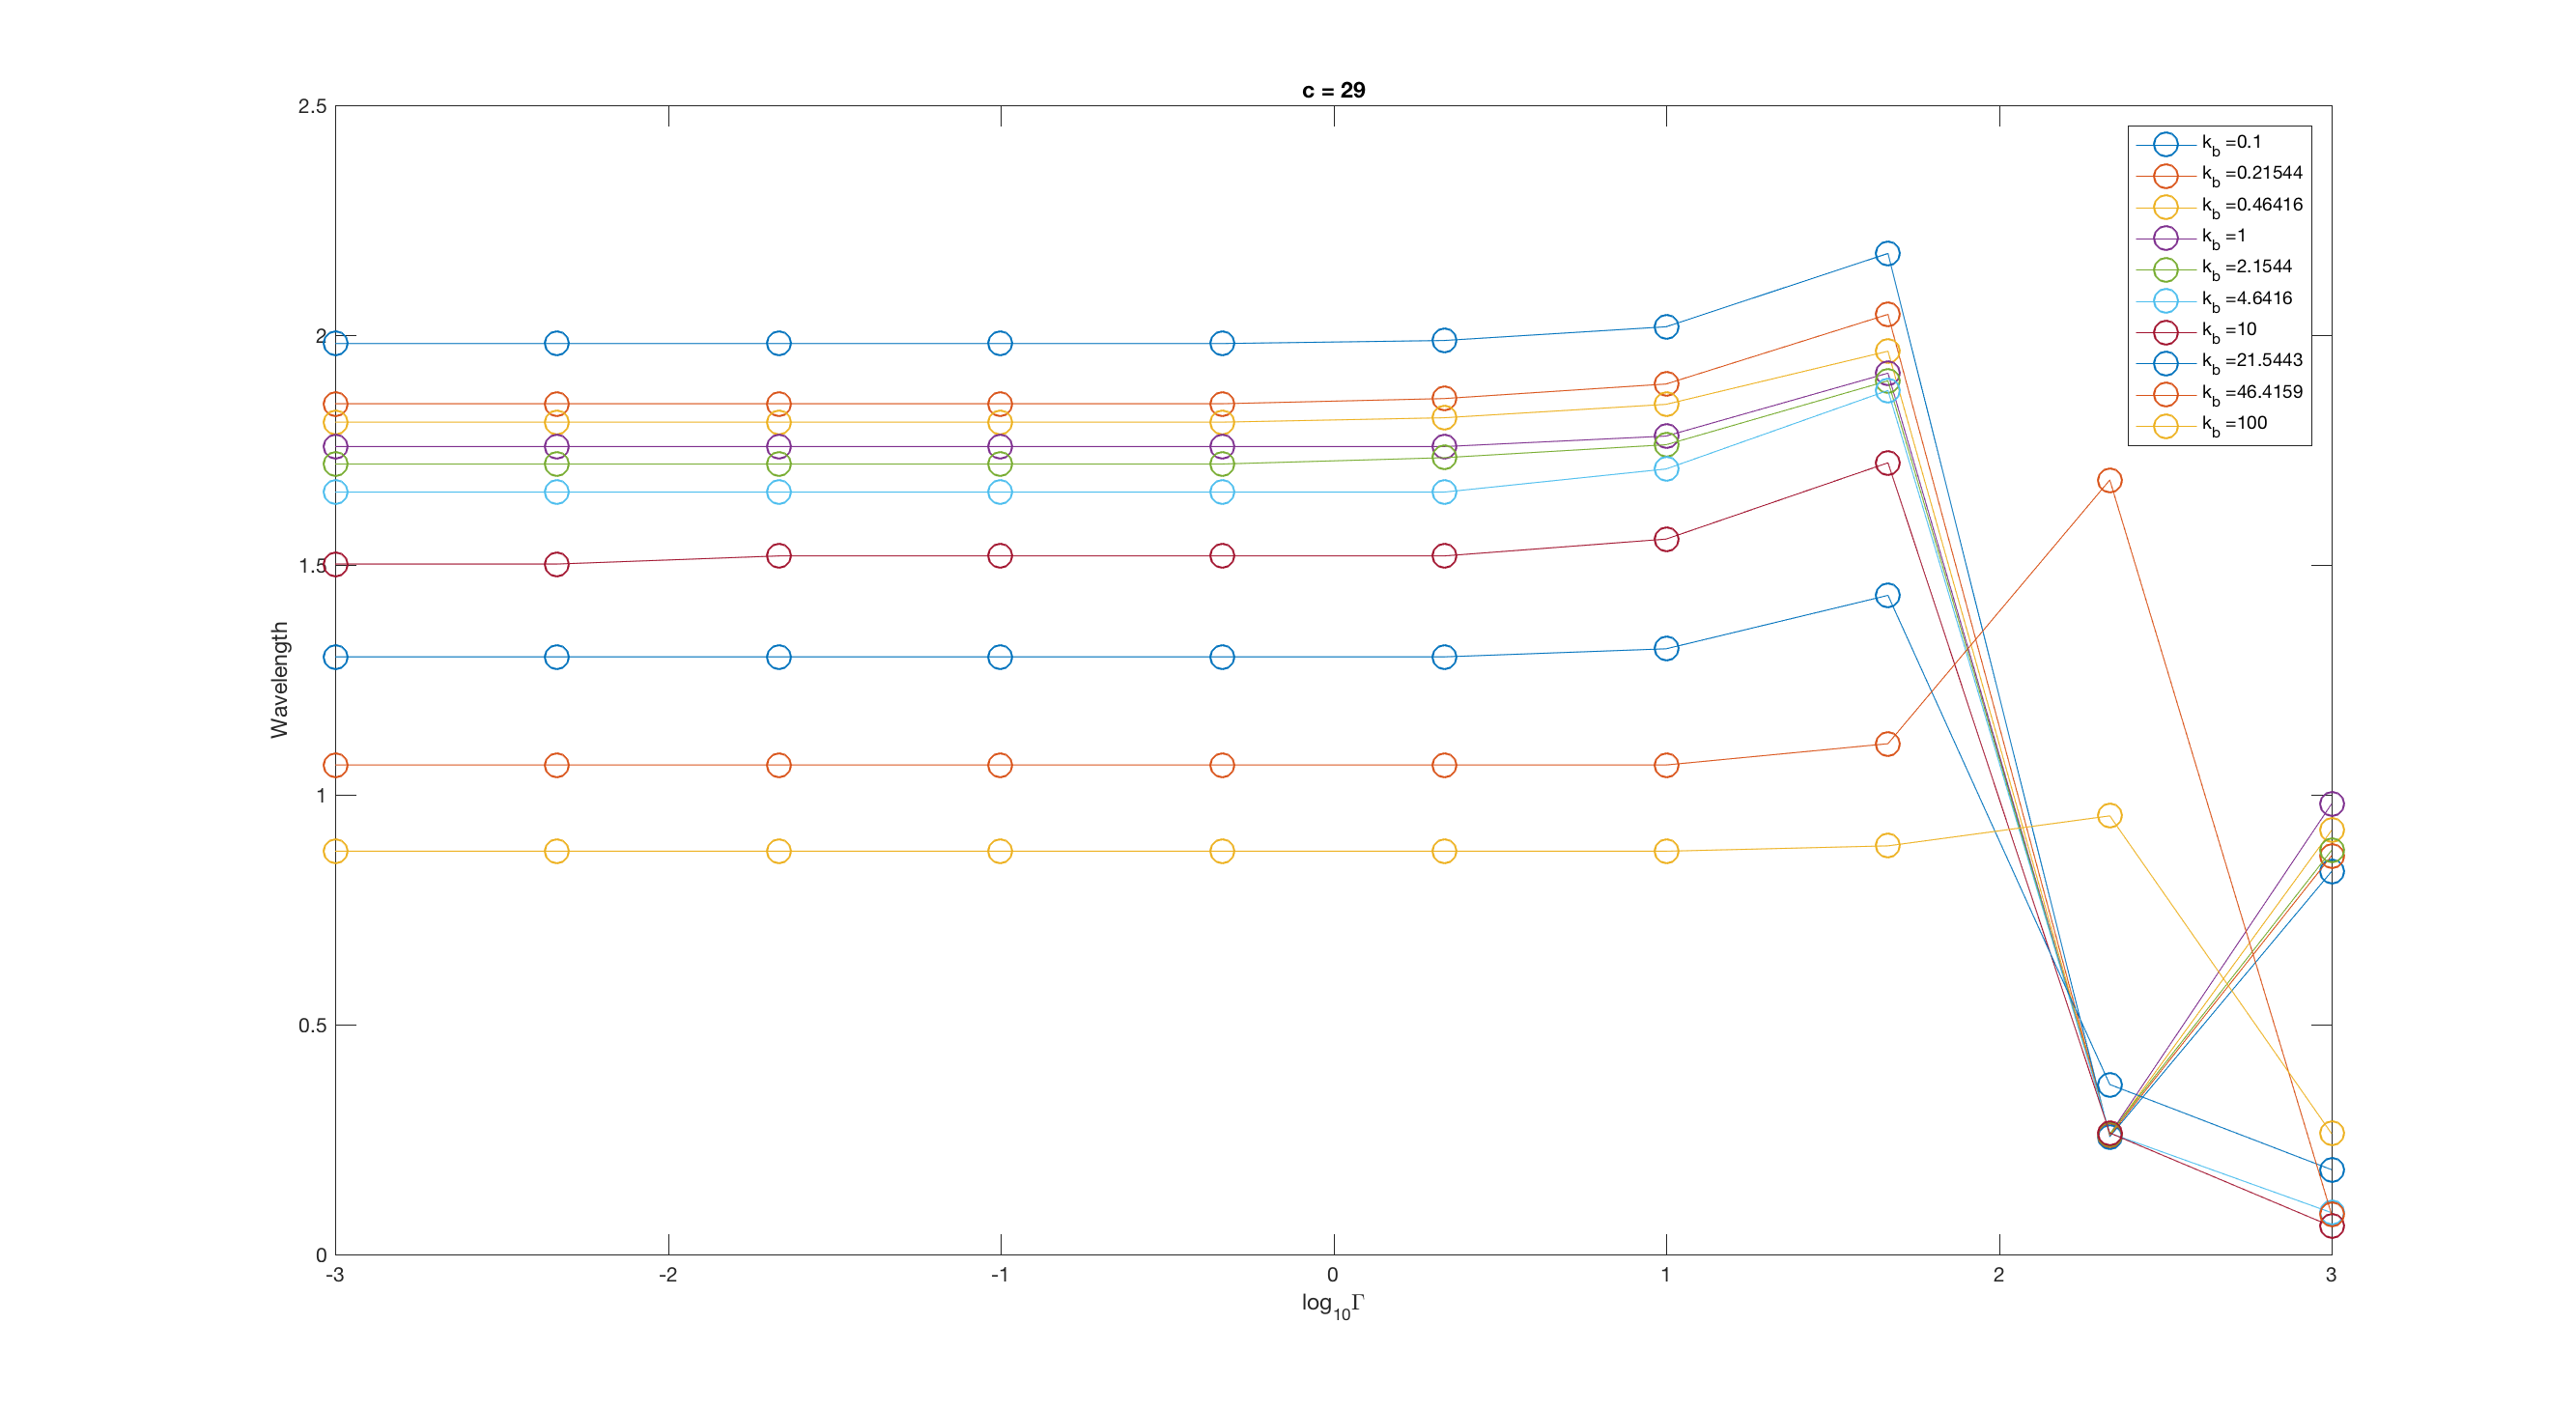 c = 29
2.5
2
1.5
1
0.5
0
Wavelength
-3
-2
-1
0
1
2
3
log10Γ
kb =0.1
kb =0.21544
kb =0.46416
kb =1
kb =2.1544
kb =4.6416
kb =10
kb =21.5443
kb =46.4159
kb =100